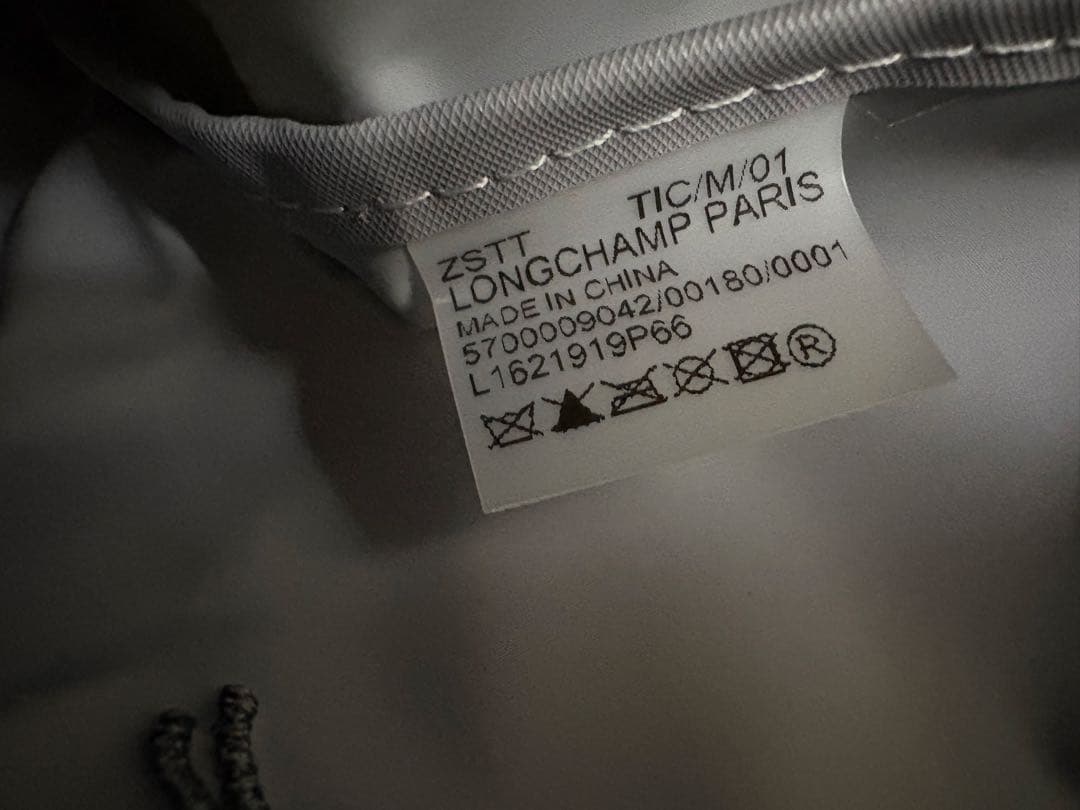 TIC/M/01
ZSTT
LONGCHAMP PARIS
MADE IN CHINA
5700009042/00180/0001
L1621919P66
Ⓡ